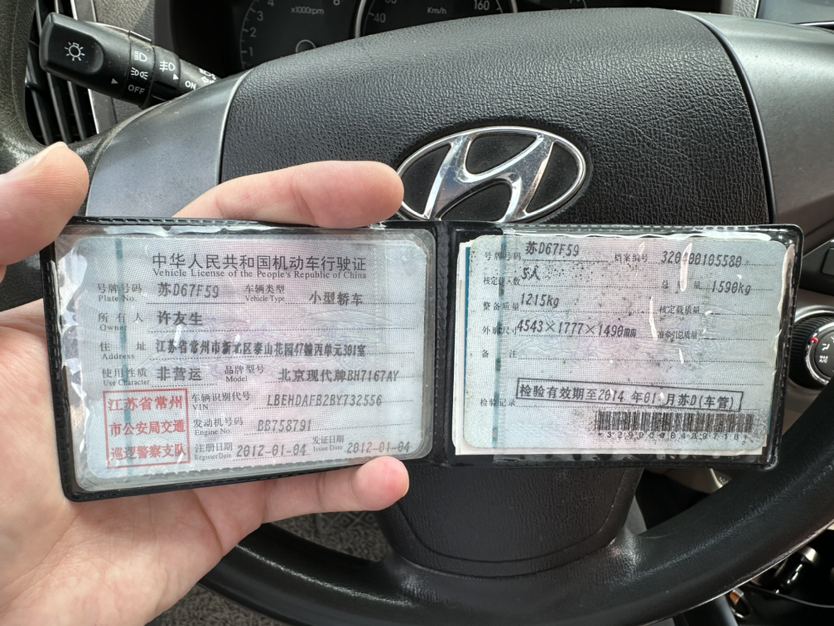 x1000rpm
Km/h
160
40
OFF
ON
中华人民共和国机动车行驶证
Vehicle License of the People's Republic of China
号牌号码 苏D67F59 车辆类型 小型轿车
Plate No. Vehicle Type
所有人 许友生
Owner
住址 江苏省常州市新北区泰山花园47幢丙单元301室
Address
使用性质 非营运 品牌型号 北京现代牌BH7167AY
Use Character Model
江苏省常州
市公安局交通
巡逻警察支队
车辆识别代号 LBEHDAFB2BY732556
VIN
发动机号码 BB758791
Engine No.
注册日期 2012-01-04 发证日期 2012-01-04
Register Date Issue Date
号牌号码 苏D67F59 档案编号
核定载人数 5人 总质量 1590kg
整备质量 1215kg 核定载质量
外廓尺寸 4543×1777×1490mm 准牵引总质量
备注
检验记录 检验有效期至2014年01月苏D(车管)